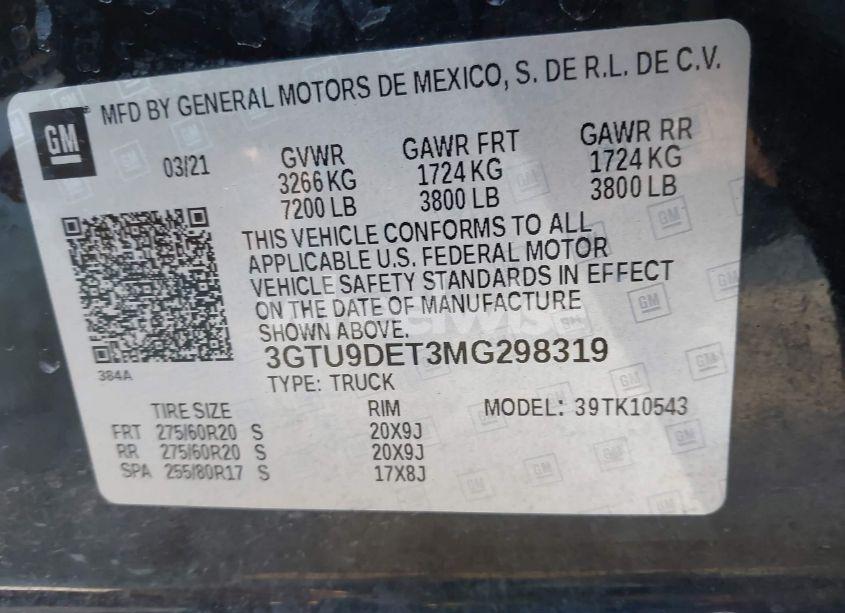 MFD BY GENERAL MOTORS DE MEXICO, S. DE R.L. DE C.V.
GM
03/21 GVWR GAWR FRT GAWR RR
3266 KG 1724 KG 1724 KG
7200 LB 3800 LB 3800 LB
THIS VEHICLE CONFORMS TO ALL
APPLICABLE U.S. FEDERAL MOTOR
VEHICLE SAFETY STANDARDS IN EFFECT
ON THE DATE OF MANUFACTURE
SHOWN ABOVE.
3GTU9DET3MG298319
384A
TYPE: TRUCK
TIRE SIZE RIM MODEL: 39TK10543
FRT 275/60R20 S 20X9J
RR 275/60R20 S 20X9J
SPA 255/80R17 S 17X8J